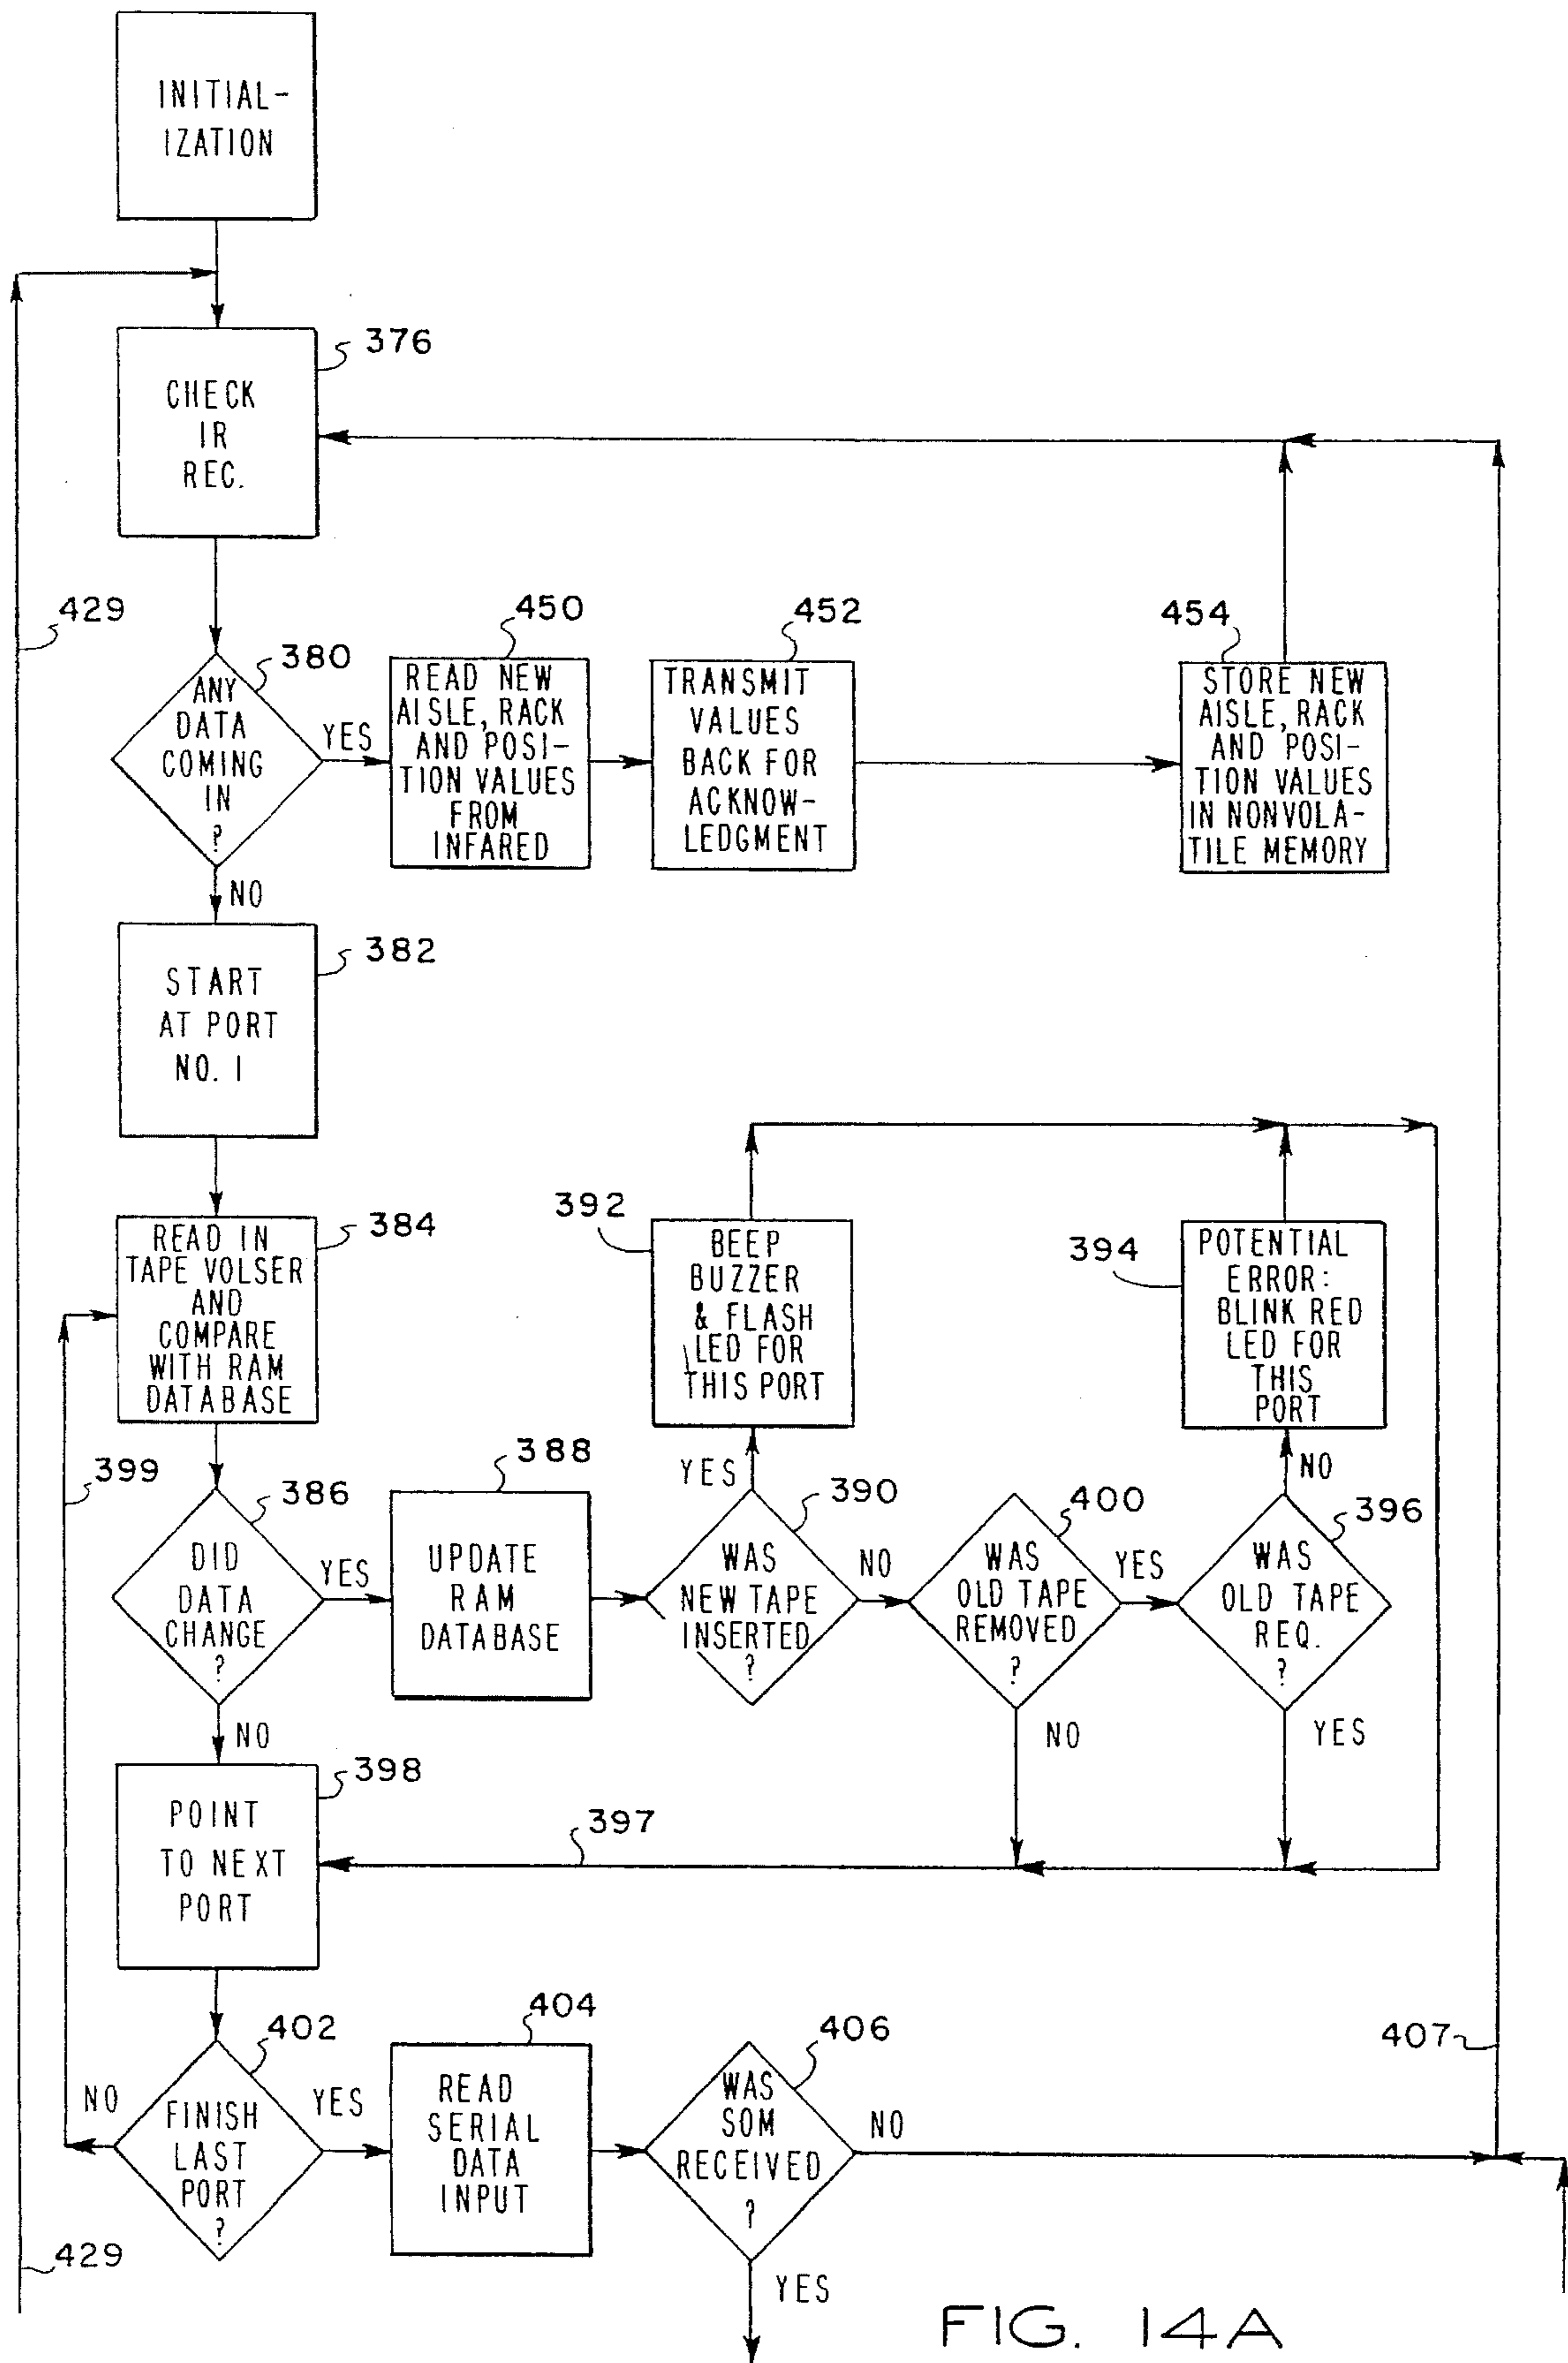 INITIAL-
IZATION
376
CHECK
IR
REC.
429
380
ANY
DATA
COMING
IN
?
YES
NO
450
READ NEW
AISLE, RACK
AND POSI-
TION VALUES
FROM
INFARED
452
TRANSMIT
VALUES
BACK FOR
ACKNOW-
LEDGMENT
454
STORE NEW
AISLE, RACK
AND POSI-
TION VALUES
IN NONVOLA-
TILE MEMORY
382
START
AT PORT
NO. 1
384
READ IN
TAPE VOLSER
AND
COMPARE
WITH RAM
DATABASE
392
BEEP
BUZZER
& FLASH
LED FOR
THIS PORT
394
POTENTIAL
ERROR:
BLINK RED
LED FOR
THIS
PORT
399
386
DID
DATA
CHANGE
?
YES
NO
388
UPDATE
RAM
DATABASE
YES
390
WAS
NEW TAPE
INSERTED
?
NO
400
WAS
OLD TAPE
REMOVED
?
YES
NO
NO
396
WAS
OLD TAPE
REQ.
?
YES
398
POINT
TO NEXT
PORT
397
402
NO
FINISH
LAST
PORT
?
YES
404
READ
SERIAL
DATA
INPUT
406
WAS
SOM
RECEIVED
?
NO
YES
407
429
FIG. 14A